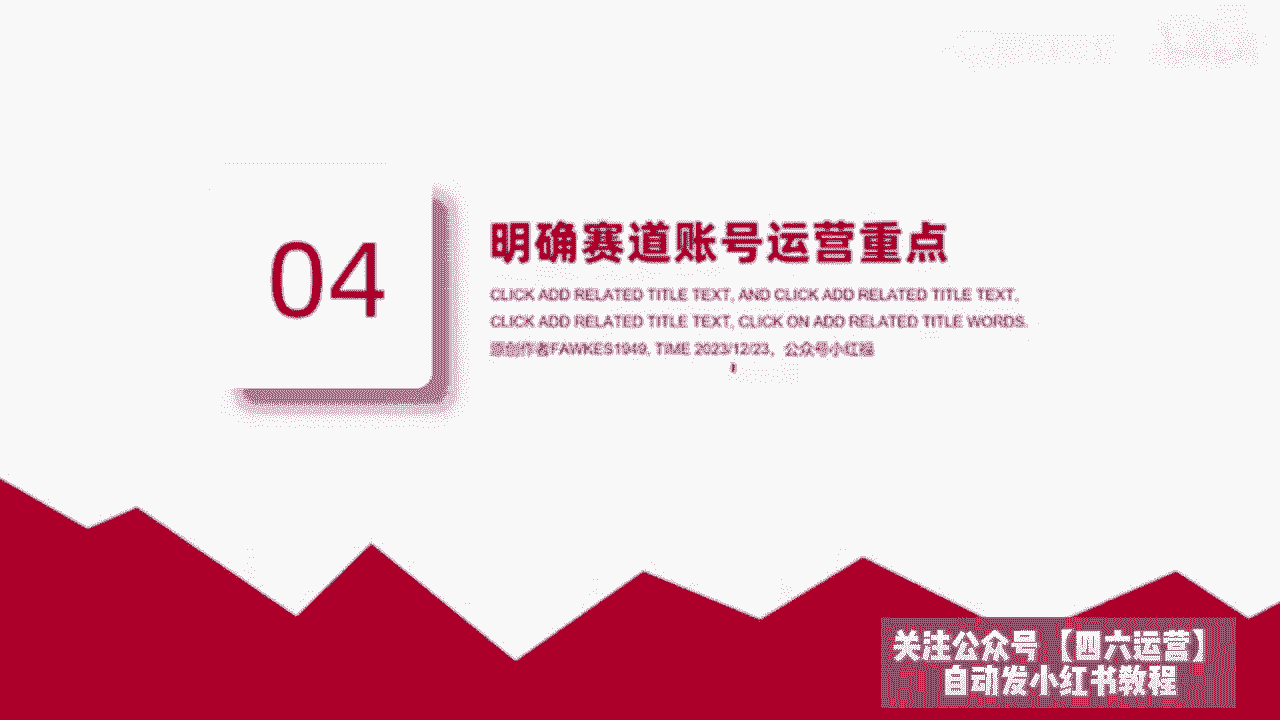 04
明确赛道账号运营重点
CLICK ADD RELATED TITLE TEXT, AND CLICK ADD RELATED TITLE TEXT,
CLICK ADD RELATED TITLE TEXT, CLICK ON ADD RELATED TITLE WORDS.
原创作者FAWKES1949, TIME 2023/12/23，公众号小红福
关注公众号【四六运营】
自动发小红书教程